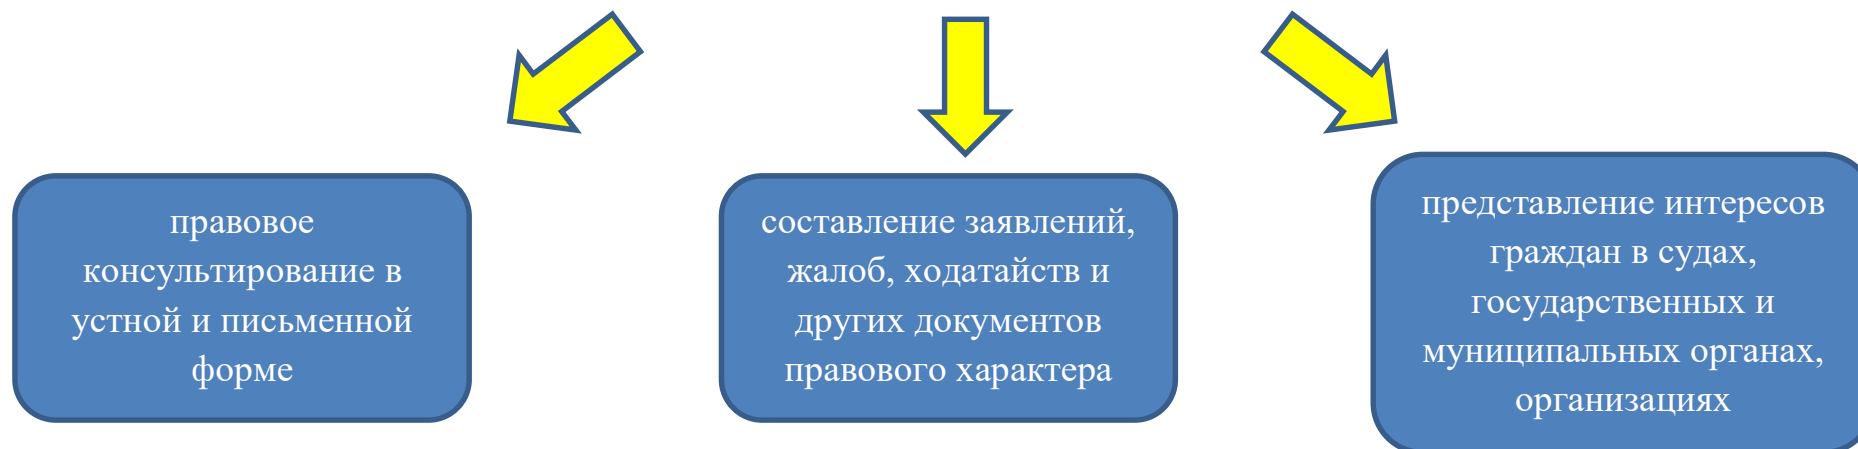 правовое
консультирование в
устной и письменной
форме
составление заявлений,
жалоб, ходатайств и
других документов
правового характера
представление интересов
граждан в судах,
государственных и
муниципальных органах,
организациях